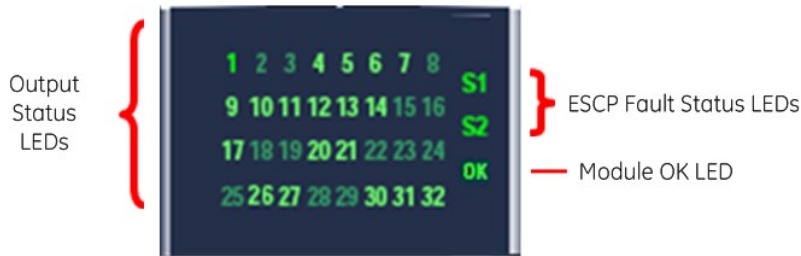 Output
Status
LEDs
1 2 3 4 5 6 7 8
9 10 11 12 13 14 15 16
17 18 19 20 21 22 23 24
25 26 27 28 29 30 31 32
S1
S2
OK
ESCP Fault Status LEDs
Module OK LED